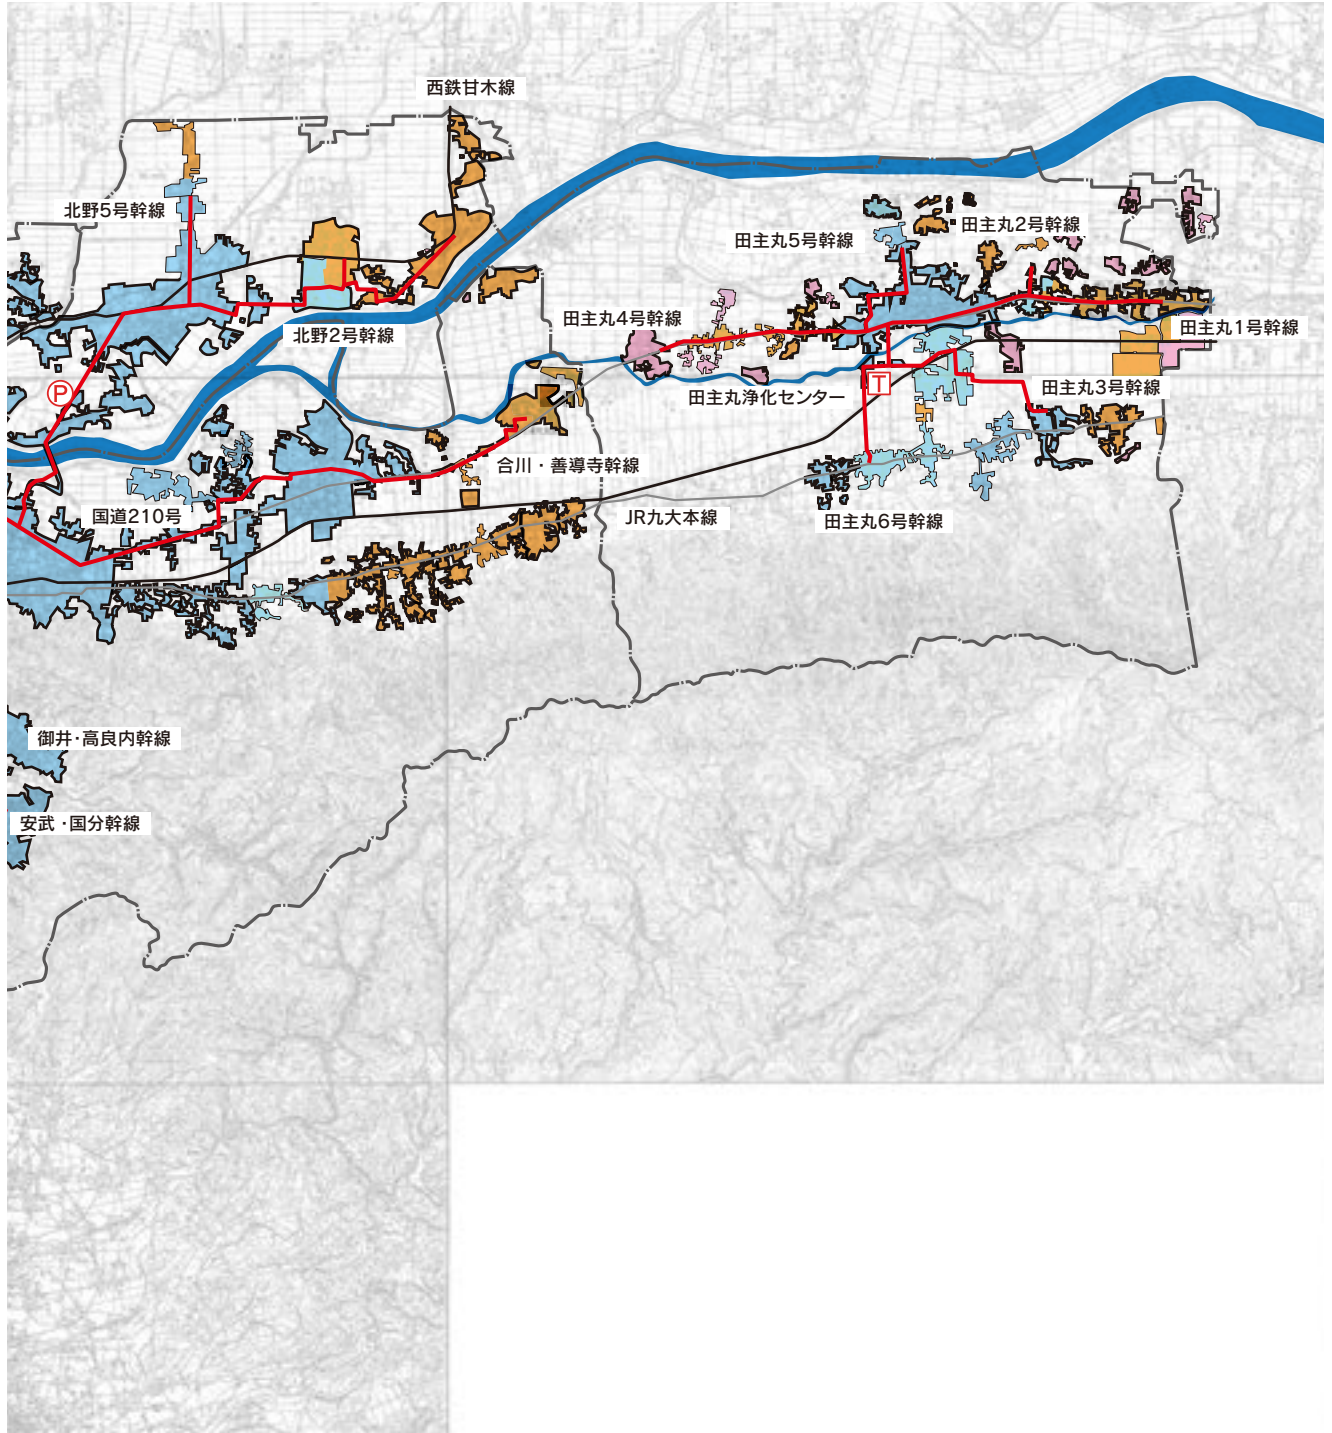 西鉄甘木線
北野5号幹線
田主丸2号幹線
田主丸5号幹線
田主丸4号幹線
田主丸1号幹線
北野2号幹線
P
T
田主丸3号幹線
田主丸浄化センター
合川・善導寺幹線
国道210号
JR九大本線
田主丸6号幹線
御井・高良内幹線
安武・国分幹線